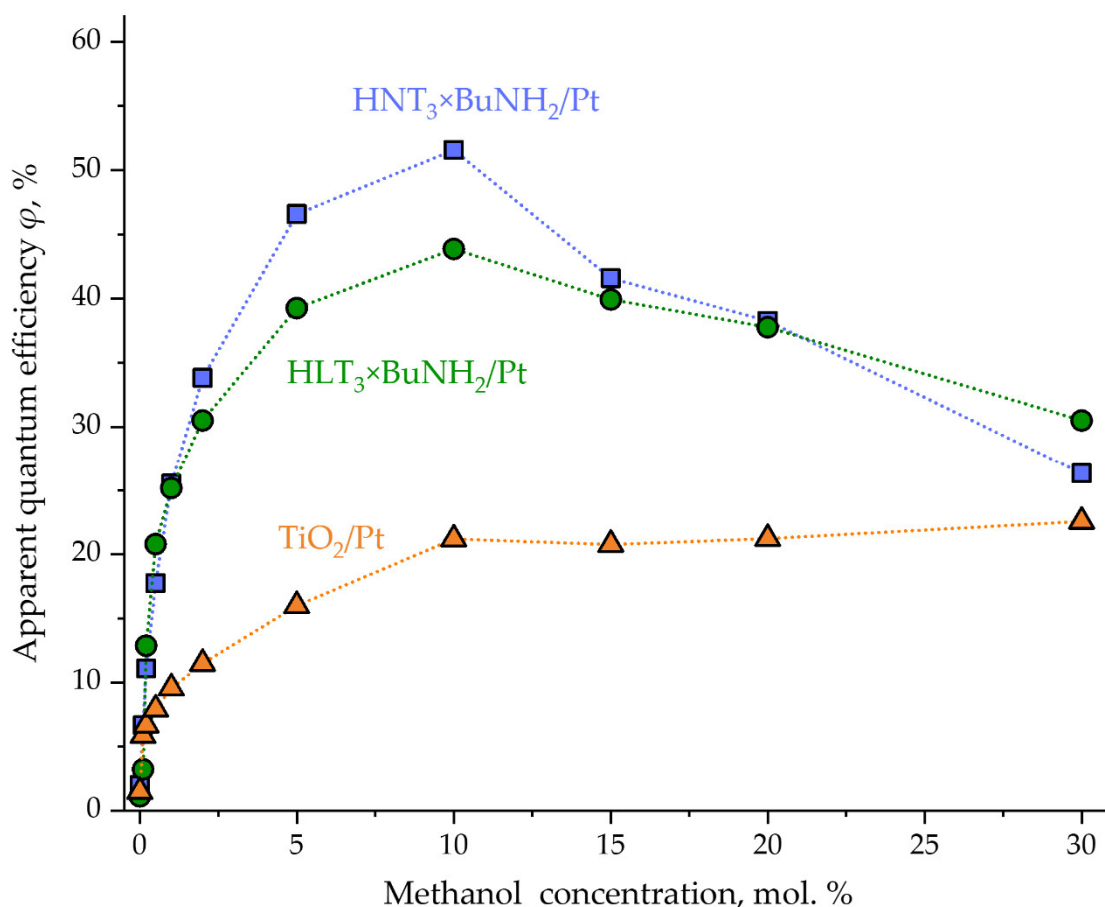 Apparent quantum efficiency φ, %
60
50
40
30
20
10
0
HNT₃×BuNH₂/Pt
HLT₃×BuNH₂/Pt
TiO₂/Pt
0 5 10 15 20 25 30
Methanol concentration, mol. %